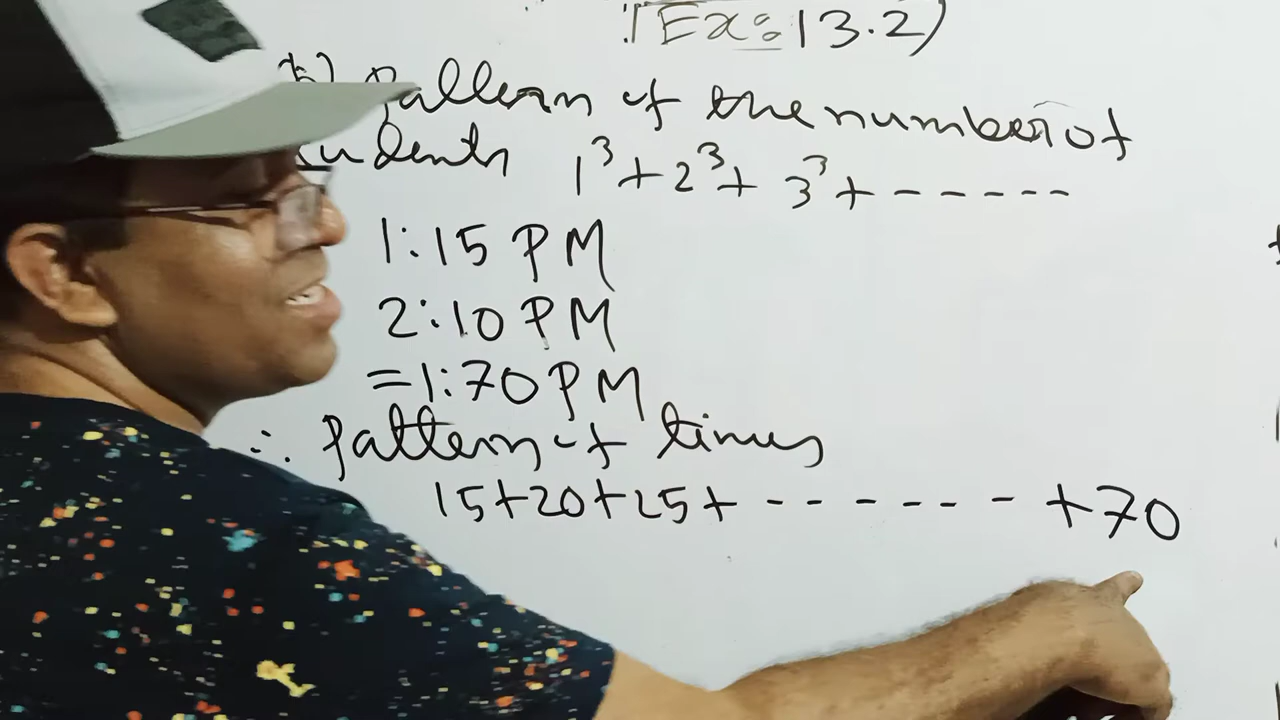 (Ex: 13.2)
b) Pattern of the number of
students 1³ + 2³ + 3³ + ------
1:15 PM
2:10 PM
=1:70 PM
∴ Pattern of times
15+20+25+ ------ - +70